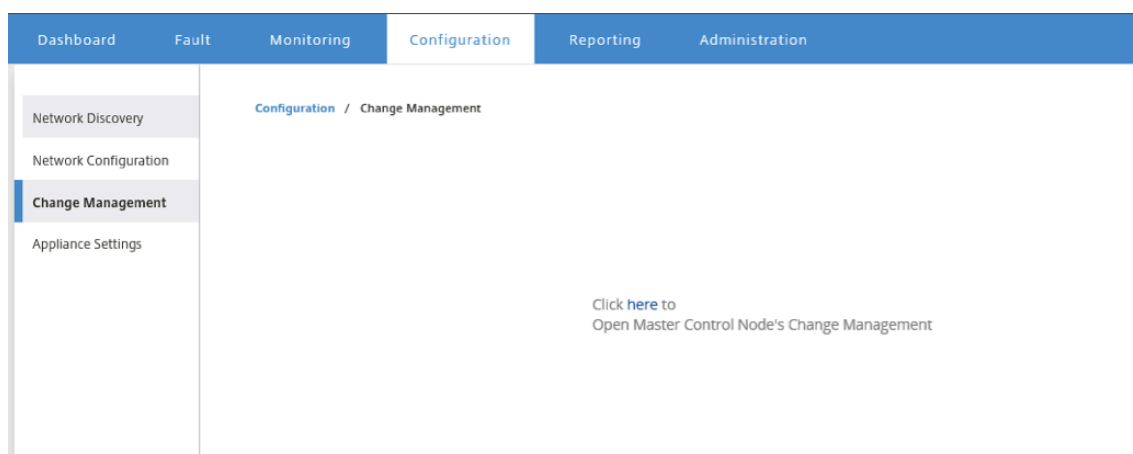 Dashboard Fault Monitoring Configuration Reporting Administration
Configuration / Change Management
Network Discovery
Network Configuration
Change Management
Appliance Settings
Click here to
Open Master Control Node's Change Management